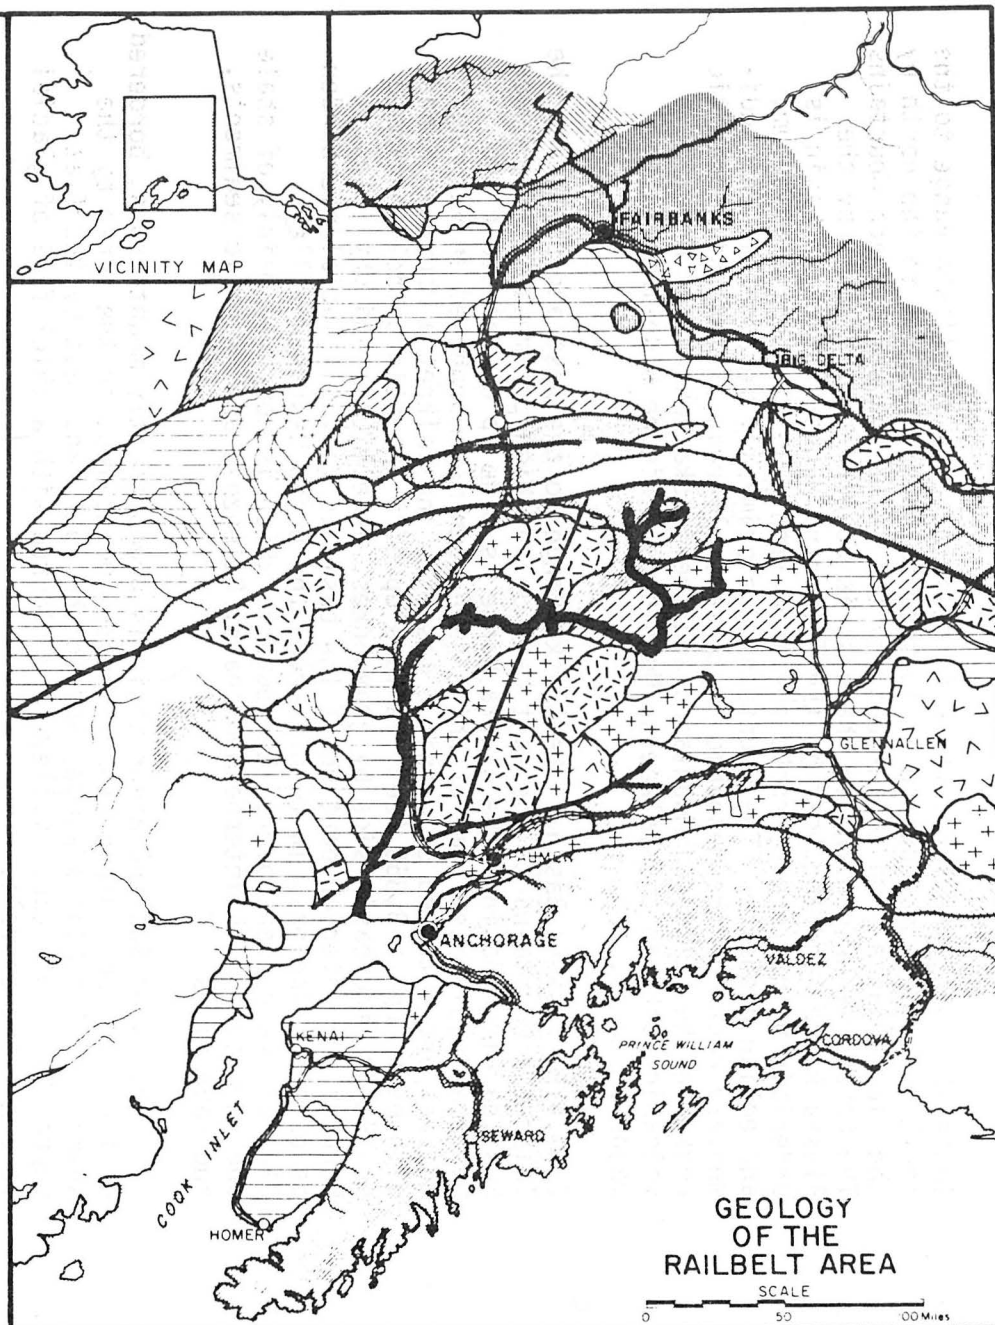 VICINITY MAP
FAIRBANKS
BIG DELTA
GLENNALLEN
PALMER
ANCHORAGE
VALDEZ
KENAI
PRINCE WILLIAM
SOUND
CORDOVA
SEWARD
COOK INLET
HOMER
GEOLOGY
OF THE
RAILBELT AREA
SCALE
0 50 100 Miles